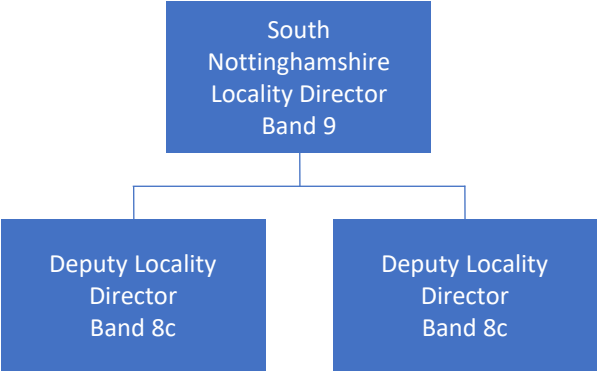 South
Nottinghamshire
Locality Director
Band 9
Deputy Locality
Director
Band 8c
Deputy Locality
Director
Band 8c